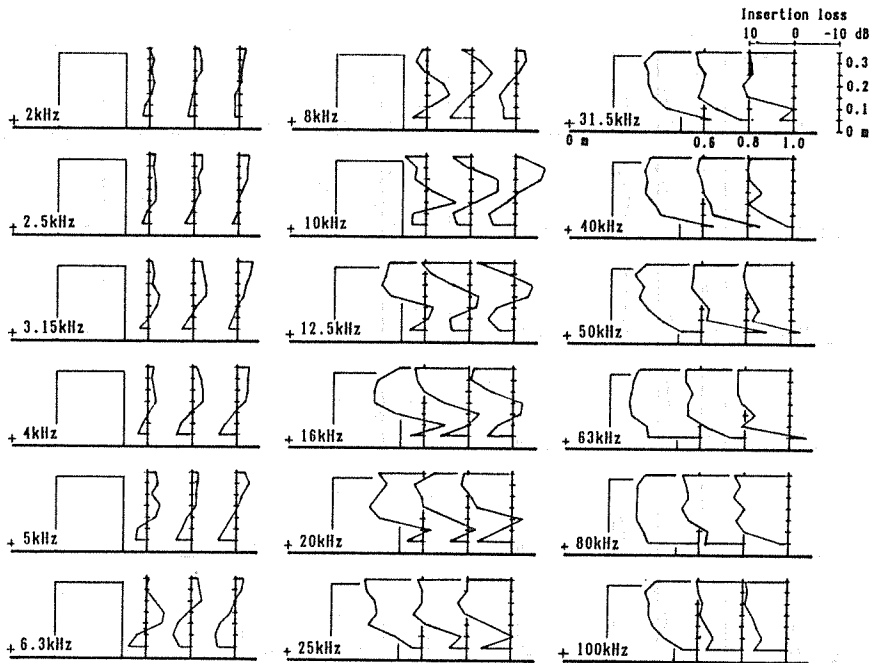 Insertion loss
10 0 -10 dB
+ 2kHz
+ 8kHz
+ 31.5kHz
0.3
0.2
0.1
0 m
0 m 0.6 0.8 1.0
+ 2.5kHz
+ 10kHz
+ 40kHz
+ 3.15kHz
+ 12.5kHz
+ 50kHz
+ 4kHz
+ 16kHz
+ 63kHz
+ 5kHz
+ 20kHz
+ 80kHz
+ 6.3kHz
+ 25kHz
+ 100kHz